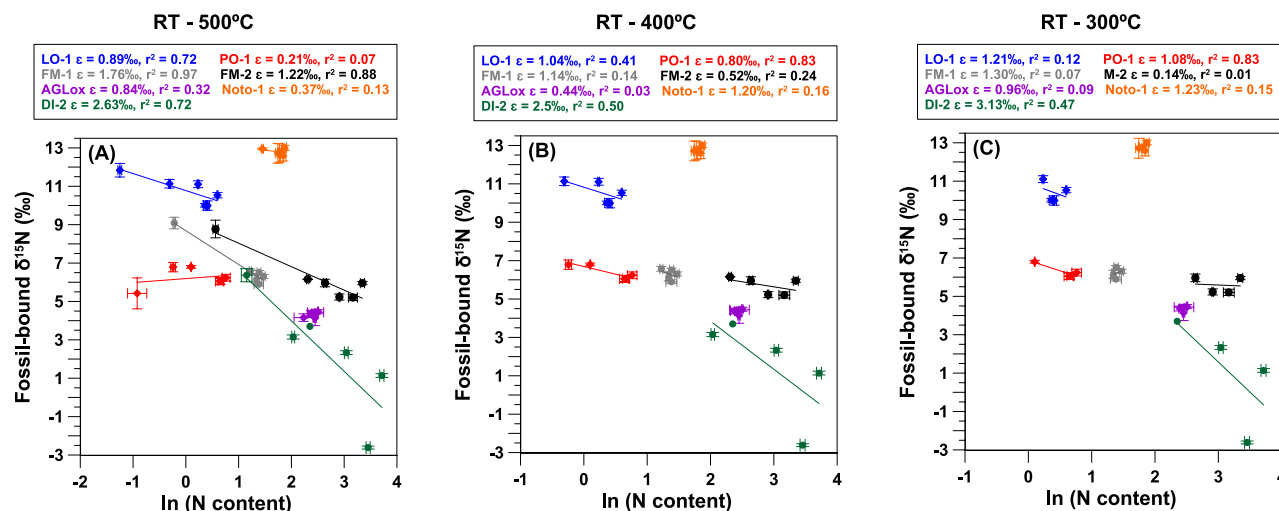 RT - 500ºC
LO-1 ε = 0.89‰, r² = 0.72 PO-1 ε = 0.21‰, r² = 0.07
FM-1 ε = 1.76‰, r² = 0.97 FM-2 ε = 1.22‰, r² = 0.88
AGLox ε = 0.84‰, r² = 0.32 Noto-1 ε = 0.37‰, r² = 0.13
DI-2 ε = 2.63‰, r² = 0.72
(A)
Fossil-bound δ¹⁵N (‰)
13
11
9
7
5
3
1
-1
-3
-2 -1 0 1 2 3 4
ln (N content)
RT - 400ºC
LO-1 ε = 1.04‰, r² = 0.41 PO-1 ε = 0.80‰, r² = 0.83
FM-1 ε = 1.14‰, r² = 0.14 FM-2 ε = 0.52‰, r² = 0.24
AGLox ε = 0.44‰, r² = 0.03 Noto-1 ε = 1.20‰, r² = 0.16
DI-2 ε = 2.5‰, r² = 0.50
(B)
Fossil-bound δ¹⁵N (‰)
13
11
9
7
5
3
1
-1
-3
-1 0 1 2 3 4
ln (N content)
RT - 300ºC
LO-1 ε = 1.21‰, r² = 0.12 PO-1 ε = 1.08‰, r² = 0.83
FM-1 ε = 1.30‰, r² = 0.07 M-2 ε = 0.14‰, r² = 0.01
AGLox ε = 0.96‰, r² = 0.09 Noto-1 ε = 1.23‰, r² = 0.15
DI-2 ε = 3.13‰, r² = 0.47
(C)
Fossil-bound δ¹⁵N (‰)
13
11
9
7
5
3
1
-1
-3
-1 0 1 2 3 4
ln (N content)